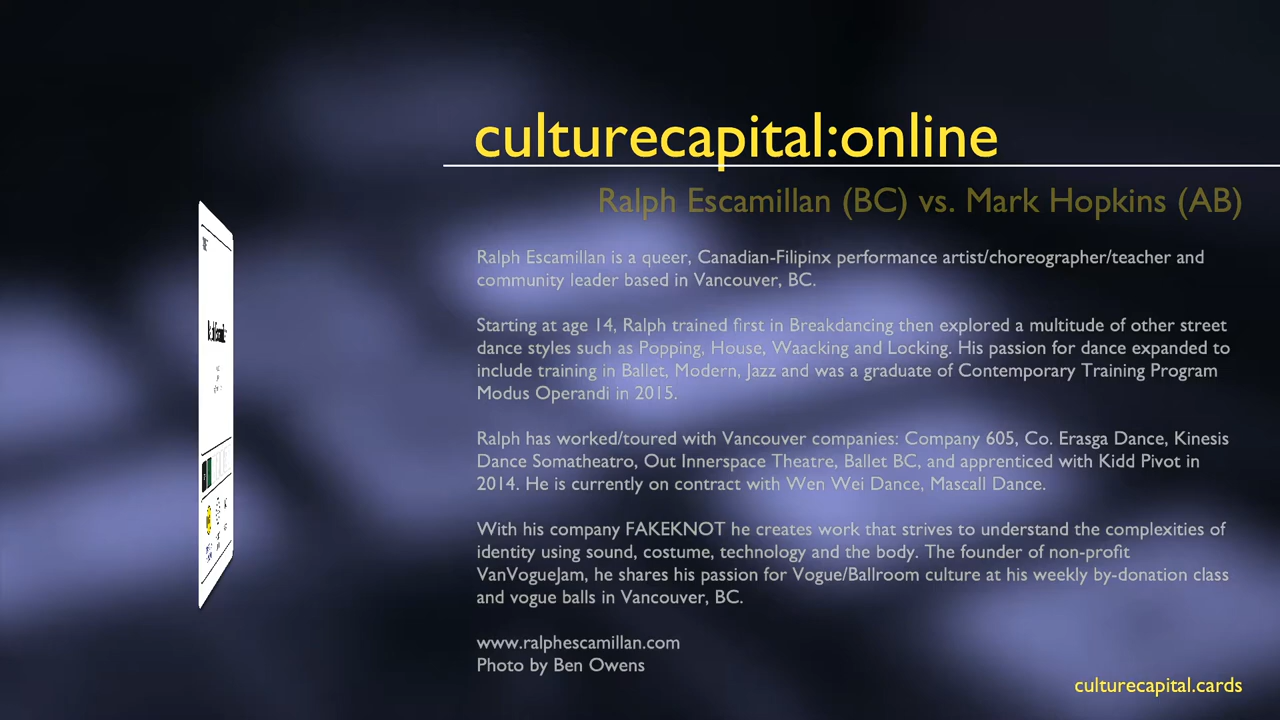 culturecapital:online
Ralph Escamillan (BC) vs. Mark Hopkins (AB)
Ralph Escamillan is a queer, Canadian-Filipinx performance artist/choreographer/teacher and
community leader based in Vancouver, BC.
Starting at age 14, Ralph trained first in Breakdancing then explored a multitude of other street
dance styles such as Popping, House, Waacking and Locking. His passion for dance expanded to
include training in Ballet, Modern, Jazz and was a graduate of Contemporary Training Program
Modus Operandi in 2015.
Ralph has worked/toured with Vancouver companies: Company 605, Co. Erasga Dance, Kinesis
Dance Somatheatro, Out Innerspace Theatre, Ballet BC, and apprenticed with Kidd Pivot in
2014. He is currently on contract with Wen Wei Dance, Mascall Dance.
With his company FAKEKNOT he creates work that strives to understand the complexities of
identity using sound, costume, technology and the body. The founder of non-profit
VanVogueJam, he shares his passion for Vogue/Ballroom culture at his weekly by-donation class
and vogue balls in Vancouver, BC.
www.ralphescamillan.com
Photo by Ben Owens
culturecapital.cards